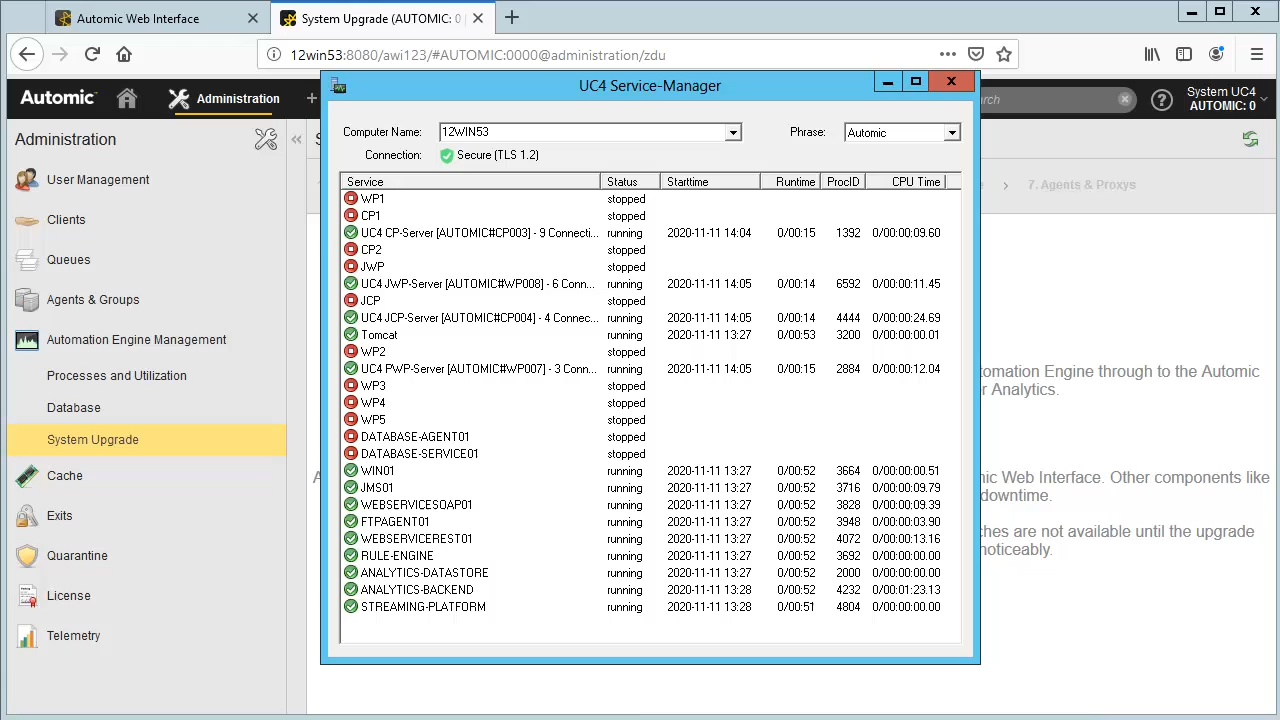 Automic Web Interface
System Upgrade (AUTOMIC: 0
12win53:8080/awi123/#AUTOMIC:0000@administration/zdu
UC4 Service-Manager
Automic
Administration
System UC4
AUTOMIC: 0
Administration
User Management
Clients
Queues
Agents & Groups
Automation Engine Management
Processes and Utilization
Database
System Upgrade
Cache
Exits
Quarantine
License
Telemetry
Computer Name: 12WIN53 Phrase: Automic
Connection: Secure (TLS 1.2)
Service Status Starttime Runtime ProcID CPU Time
WP1 stopped
CP1 stopped
UC4 CP-Server [AUTOMIC#CP003] - 9 Connecti... running 2020-11-11 14:04 0/00:15 1392 0/00:00:09.60
CP2 stopped
JWP stopped
UC4 JWP-Server [AUTOMIC#WP008] - 6 Conn... running 2020-11-11 14:05 0/00:14 6592 0/00:00:11.45
JCP stopped
UC4 JCP-Server [AUTOMIC#CP004] - 4 Connec... running 2020-11-11 14:05 0/00:14 4444 0/00:00:24.69
Tomcat running 2020-11-11 13:27 0/00:53 3200 0/00:00:00.01
WP2 stopped
UC4 PWP-Server [AUTOMIC#WP007] - 3 Conn... running 2020-11-11 14:05 0/00:15 2884 0/00:00:12.04
WP3 stopped
WP4 stopped
WP5 stopped
DATABASE-AGENT01 stopped
DATABASE-SERVICE01 stopped
WIN01 running 2020-11-11 13:27 0/00:52 3664 0/00:00:00.51
JMS01 running 2020-11-11 13:27 0/00:52 3716 0/00:00:09.79
WEBSERVICESOAP01 running 2020-11-11 13:27 0/00:52 3828 0/00:00:09.39
FTPAGENT01 running 2020-11-11 13:27 0/00:52 3948 0/00:00:03.90
WEBSERVICEREST01 running 2020-11-11 13:27 0/00:52 4072 0/00:00:13.16
RULE-ENGINE running 2020-11-11 13:27 0/00:52 3692 0/00:00:00.00
ANALYTICS-DATASTORE running 2020-11-11 13:27 0/00:52 2000 0/00:00:00.00
ANALYTICS-BACKEND running 2020-11-11 13:28 0/00:52 4232 0/00:01:23.13
STREAMING-PLATFORM running 2020-11-11 13:28 0/00:51 4804 0/00:00:00.00
7. Agents & Proxys
tomation Engine through to the Automic
r Analytics.
ic Web Interface. Other components like
downtime.
ches are not available until the upgrade
noticeably.